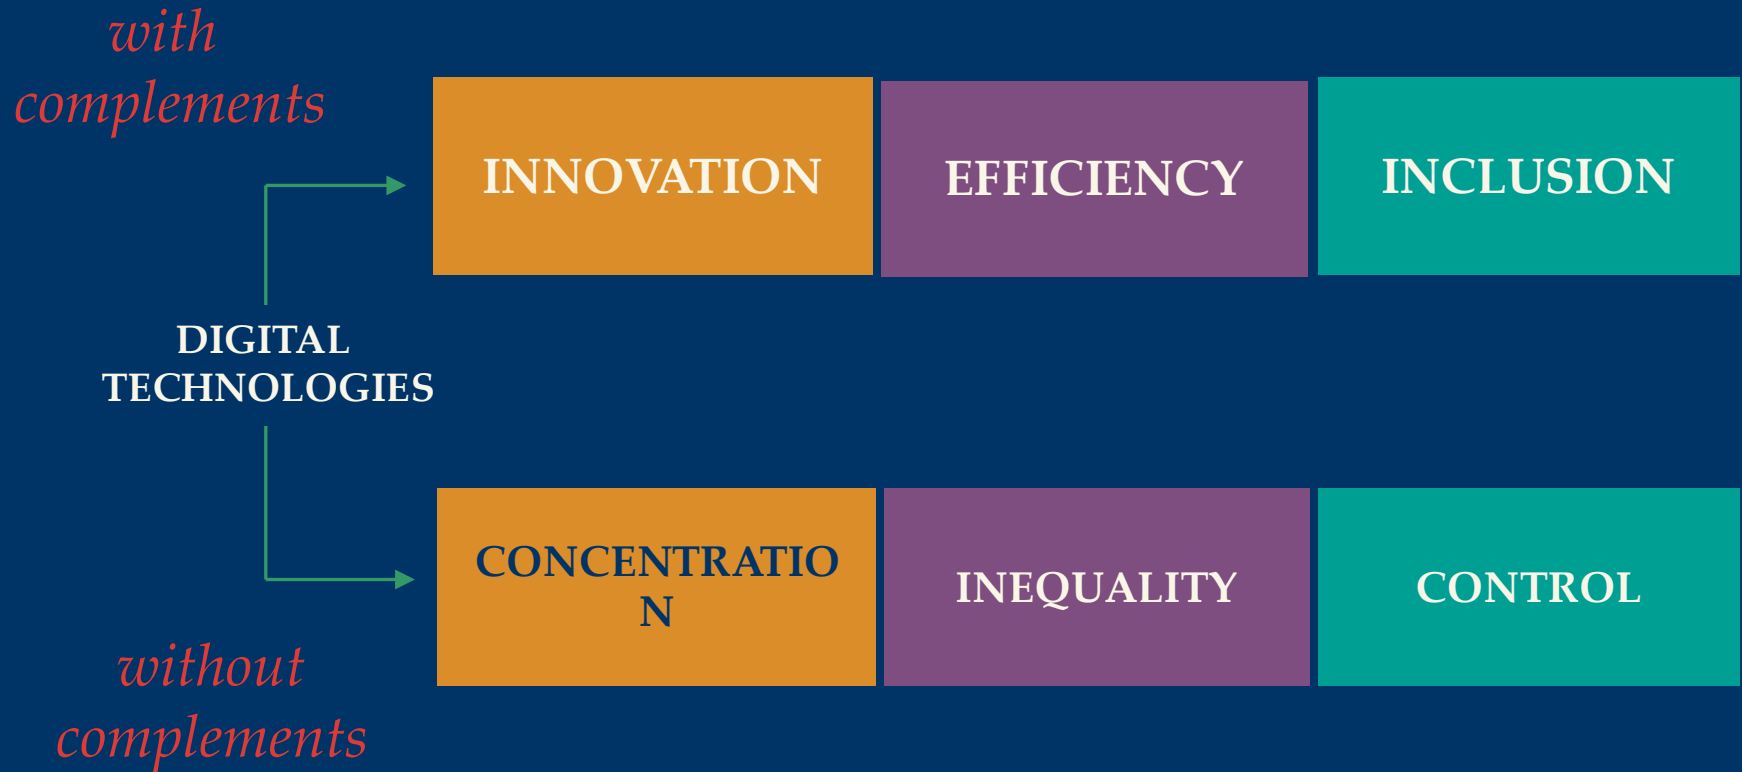 with
complements
INNOVATION
EFFICIENCY
INCLUSION
DIGITAL
TECHNOLOGIES
CONCENTRATIO
N
INEQUALITY
CONTROL
without
complements